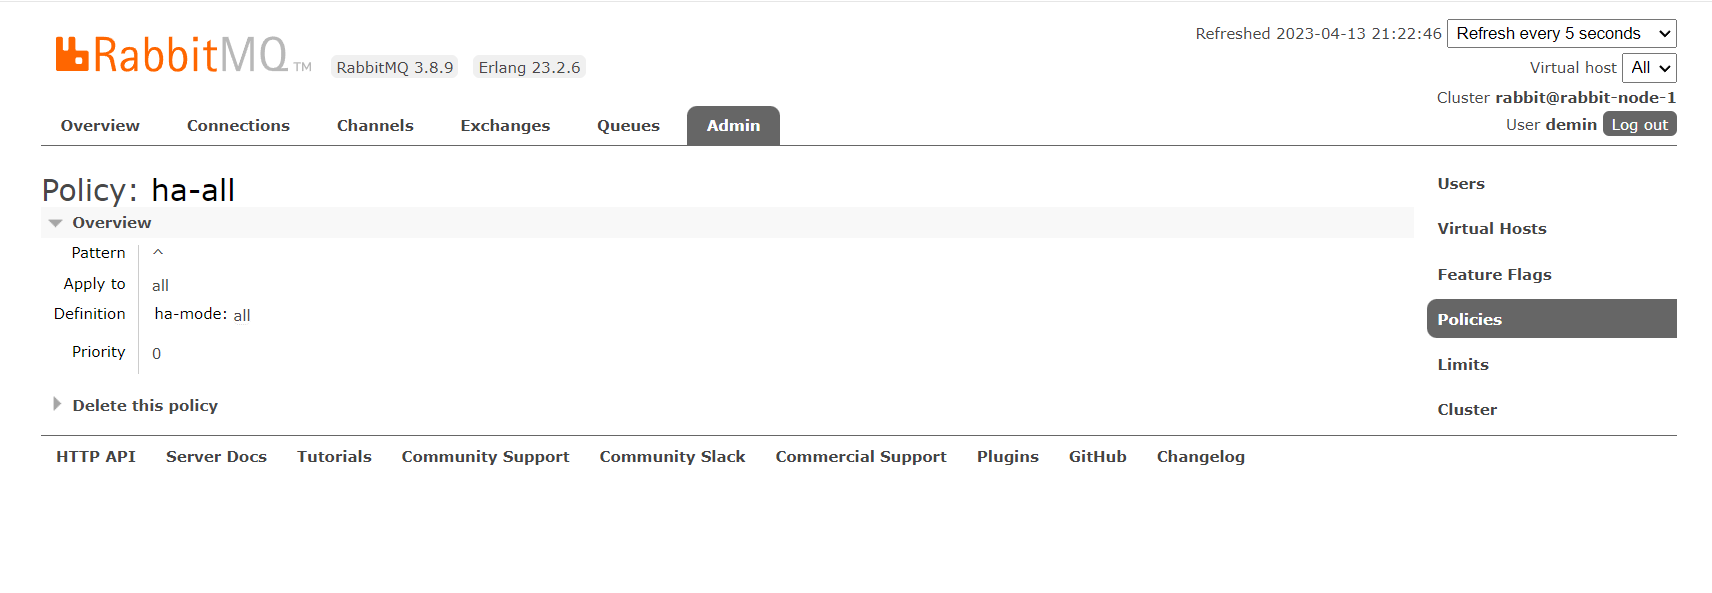 RabbitMQ TM RabbitMQ 3.8.9 Erlang 23.2.6
Refreshed 2023-04-13 21:22:46 Refresh every 5 seconds
Virtual host All
Cluster rabbit@rabbit-node-1
User demin Log out
Overview Connections Channels Exchanges Queues Admin
Policy: ha-all
Overview
Pattern ^
Apply to all
Definition ha-mode: all
Priority 0
Delete this policy
Users
Virtual Hosts
Feature Flags
Policies
Limits
Cluster
HTTP API Server Docs Tutorials Community Support Community Slack Commercial Support Plugins GitHub Changelog